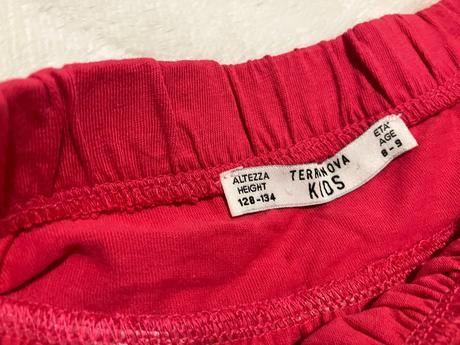 ALTEZZA
HEIGHT
128-134
TERRANOVA
KIDS
ETA'
AGE
8-9